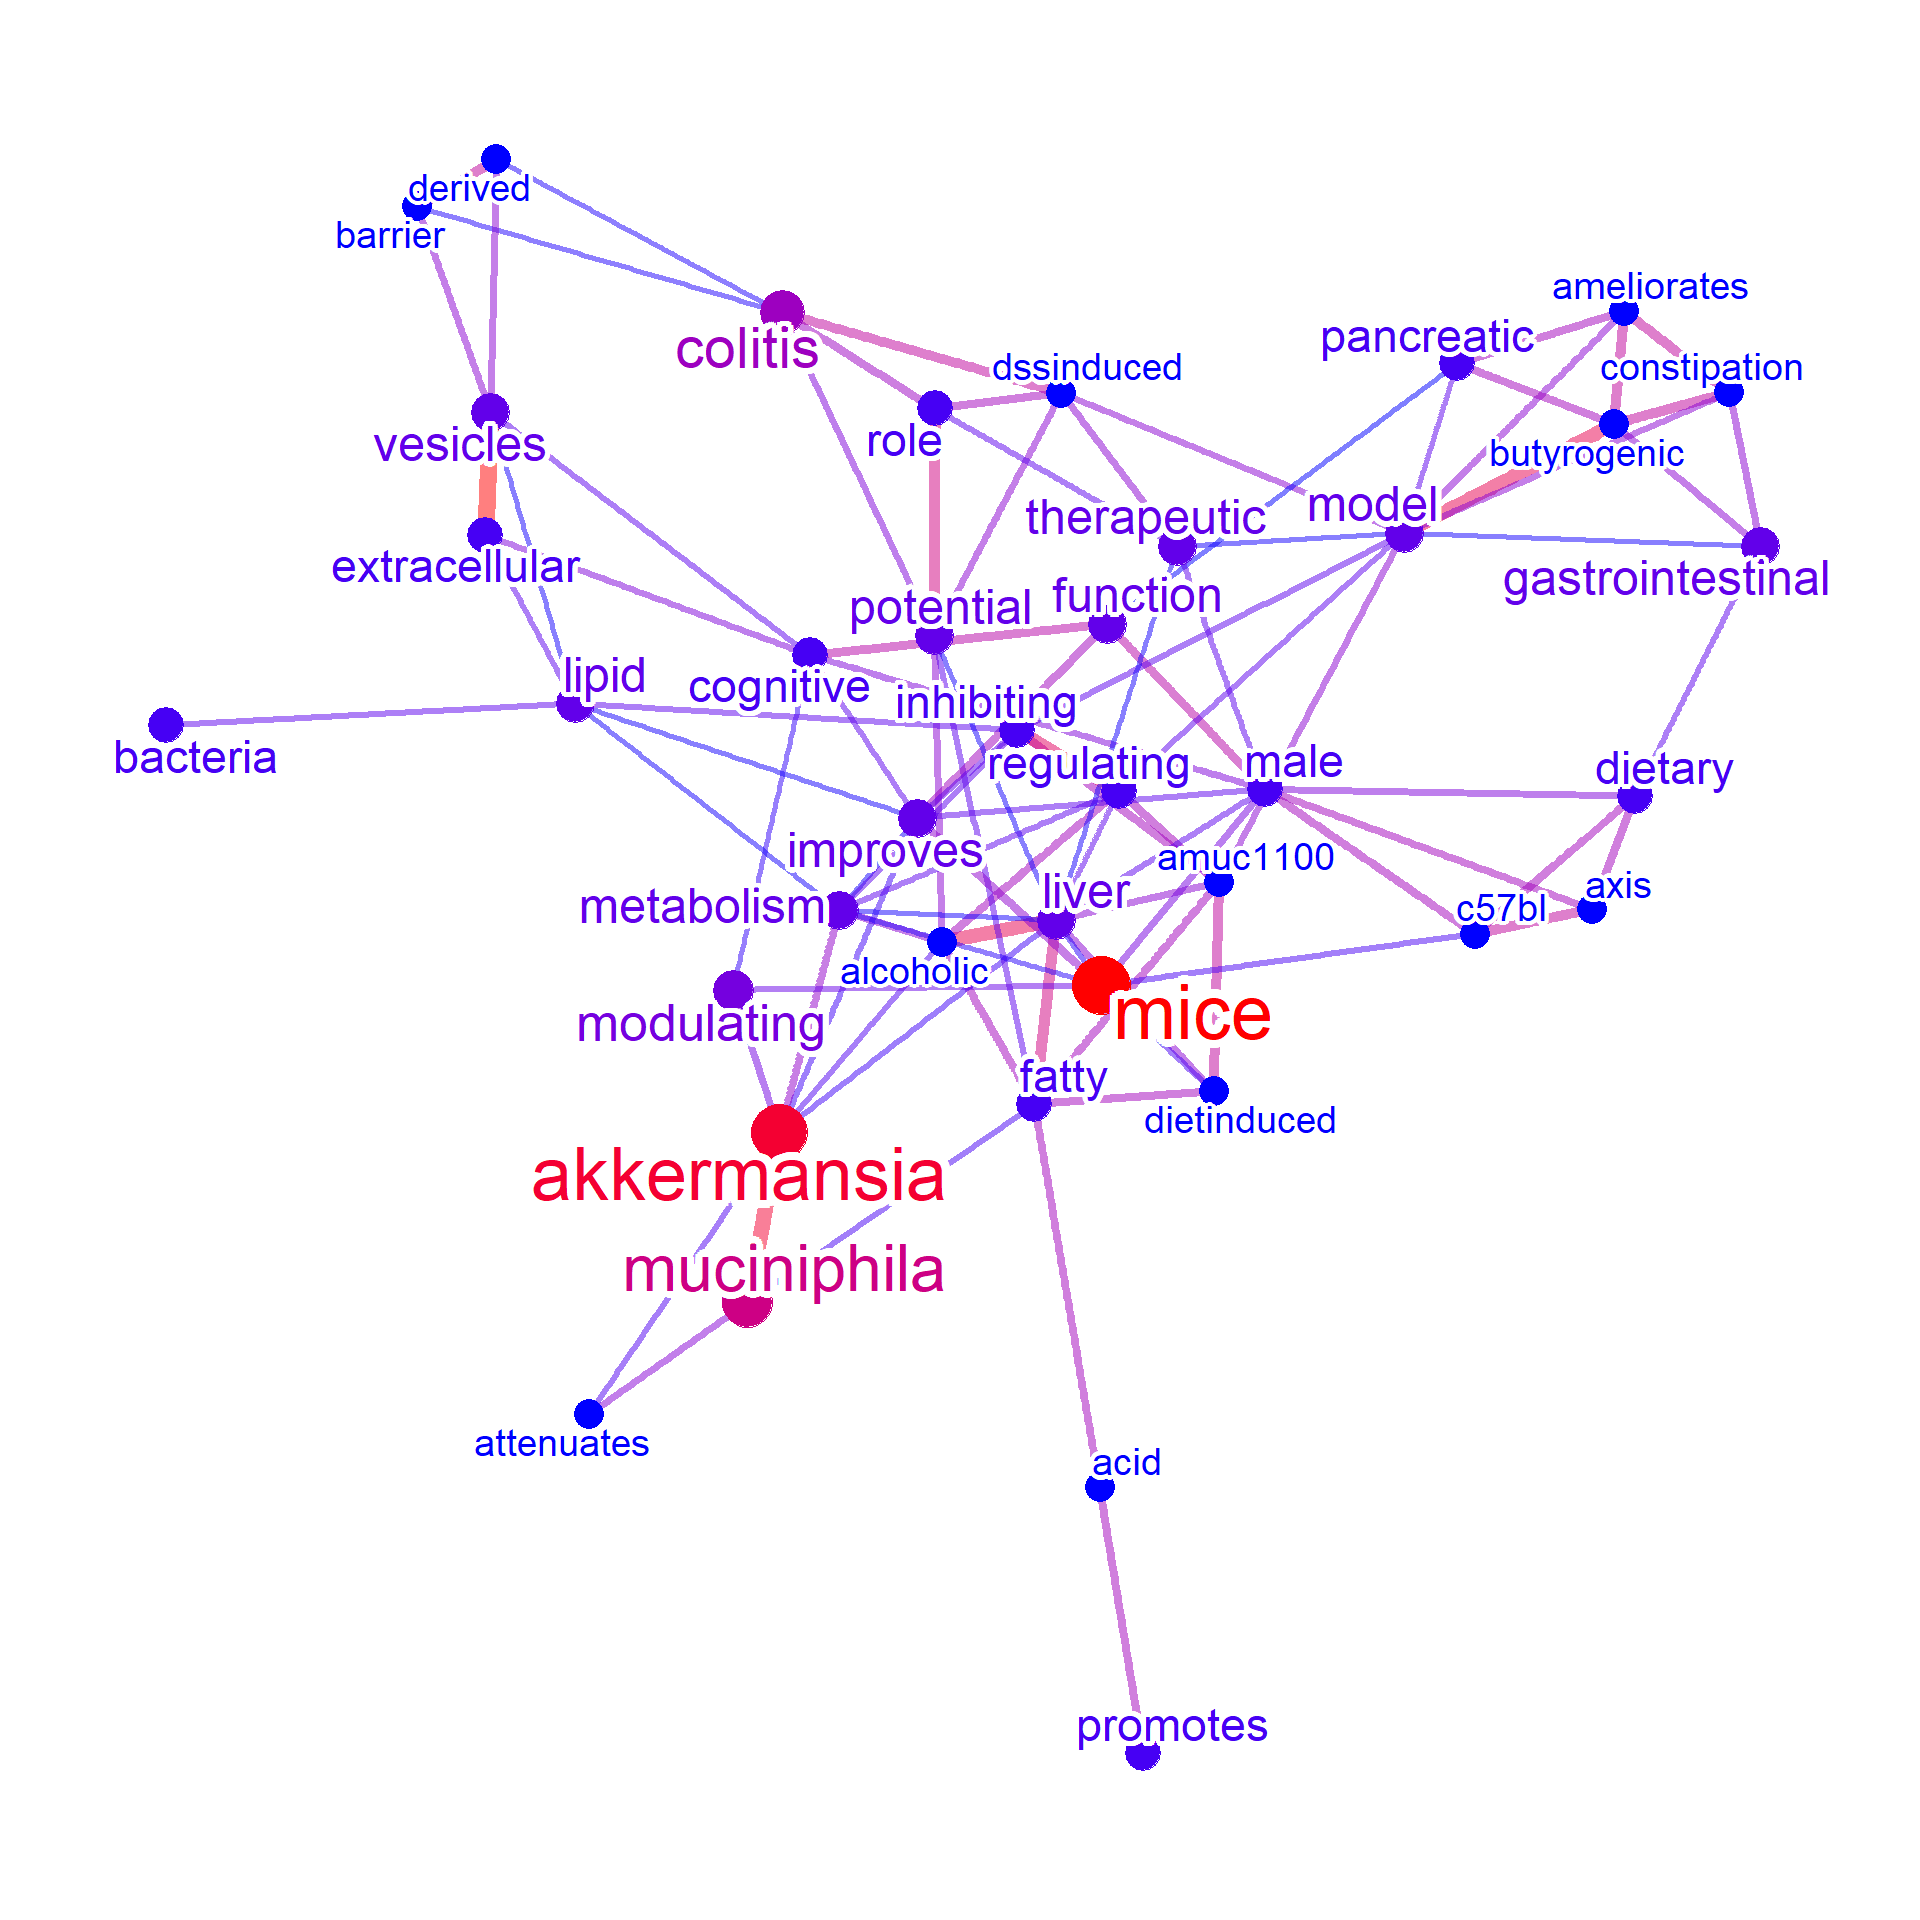 derived
barrier
ameliorates
pancreatic
colitis
dssinduced
constipation
role
vesicles
butyrogenic
model
therapeutic
extracellular
gastrointestinal
function
potential
lipid
cognitive
inhibiting
bacteria
regulating
male
dietary
improves
amuc1100
axis
liver
metabolism
c57bl
alcoholic
mice
modulating
fatty
dietinduced
akkermansia
muciniphila
attenuates
acid
promotes